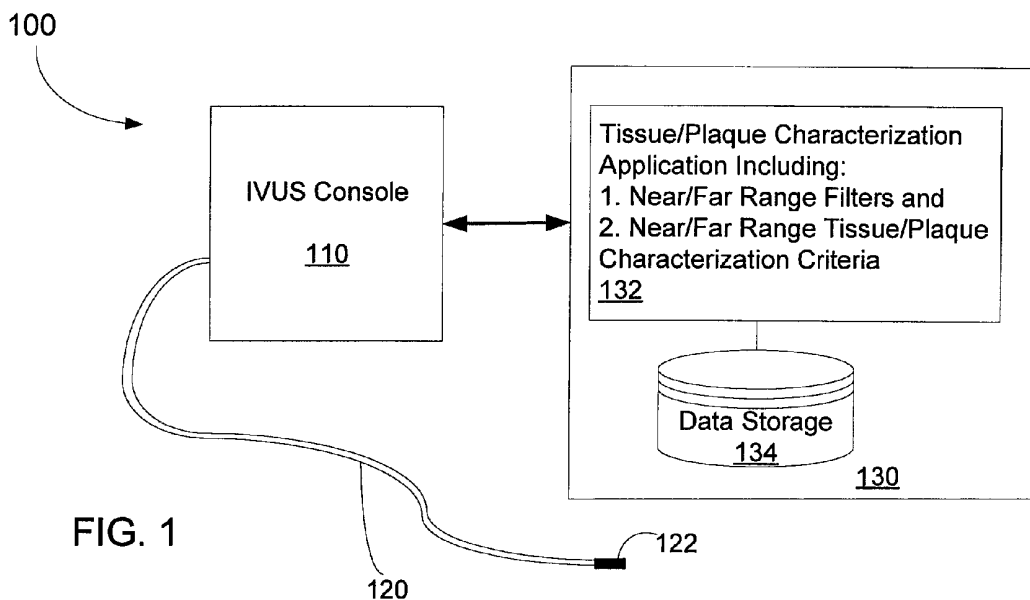 100
IVUS Console
110
Tissue/Plaque Characterization
Application Including:
1. Near/Far Range Filters and
2. Near/Far Range Tissue/Plaque
Characterization Criteria
132
Data Storage
134
130
FIG. 1
120
122